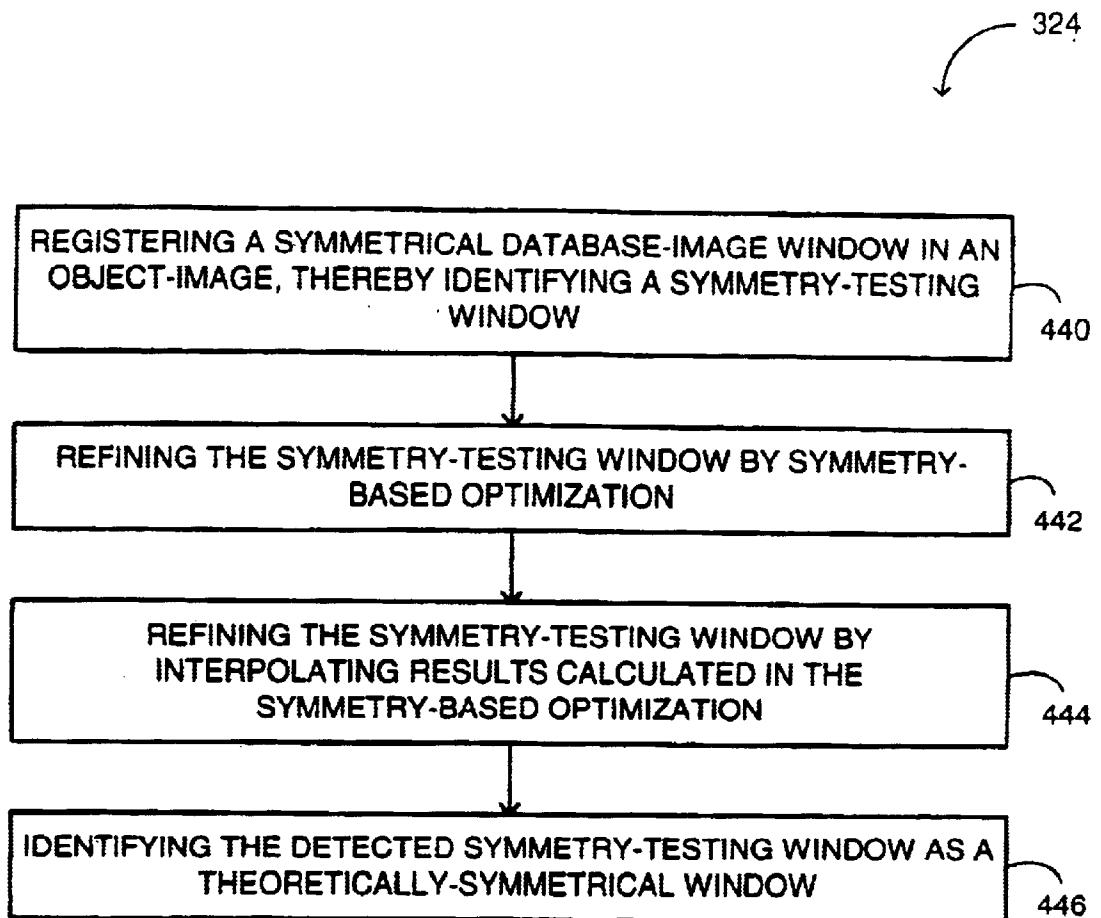 324
REGISTERING A SYMMETRICAL DATABASE-IMAGE WINDOW IN AN
OBJECT-IMAGE, THEREBY IDENTIFYING A SYMMETRY-TESTING
WINDOW
440
REFINING THE SYMMETRY-TESTING WINDOW BY SYMMETRY-
BASED OPTIMIZATION
442
REFINING THE SYMMETRY-TESTING WINDOW BY
INTERPOLATING RESULTS CALCULATED IN THE
SYMMETRY-BASED OPTIMIZATION
444
IDENTIFYING THE DETECTED SYMMETRY-TESTING WINDOW AS A
THEORETICALLY-SYMMETRICAL WINDOW
446